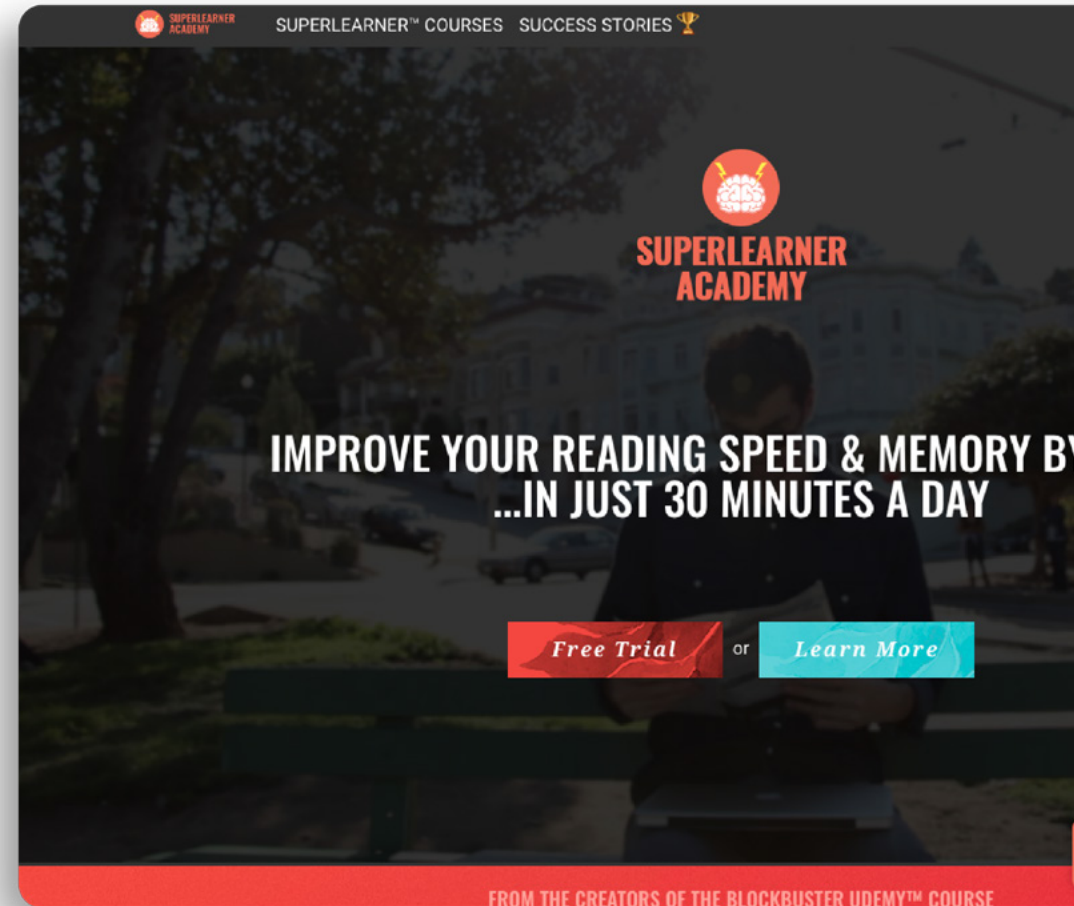 SUPERLEARNER
ACADEMY
SUPERLEARNER™ COURSES SUCCESS STORIES
SUPERLEARNER
ACADEMY
IMPROVE YOUR READING SPEED & MEMORY BY
...IN JUST 30 MINUTES A DAY
Free Trial or Learn More
FROM THE CREATORS OF THE BLOCKBUSTER UDEMY™ COURSE